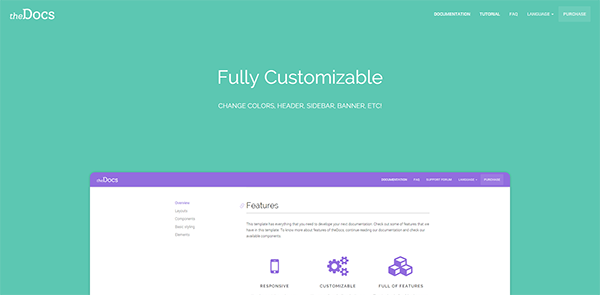 theDocs
DOCUMENTATION TUTORIAL FAQ LANGUAGE PURCHASE
Fully Customizable
CHANGE COLORS, HEADER, SIDEBAR, BANNER, ETC!
theDocs
DOCUMENTATION FAQ SUPPORT FORUM LANGUAGE PURCHASE
Overview
Layouts
Components
Basic styling
Elements
# Features
This template has everything that you need to developer your next documentation. Check out some of features that we
have in this template. To know more about features of theDocs, continue reading our documentation and check our
available components.
RESPONSIVE
CUSTOMIZABLE
FULL OF FEATURES